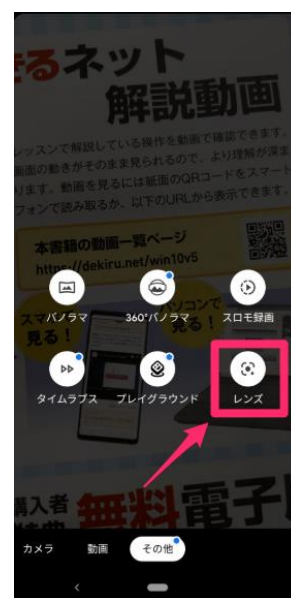 きるネット
解説動画
レッスンで解説している操作を動画で確認できます。
画面の動きがそのまま見られるので、より理解が深ま
ります。動画を見るには紙面のQRコードをスマート
フォンで読み取るか、以下のURLから表示できます。
本書籍の動画一覧ページ
https://dekiru.net/win10v5
スマ
パソコンで
見る!
見る!
パノラマ
360°パノラマ
スロモ録画
タイムラプス
プレイグラウンド
レンズ
購入者
特典
無料電子
カメラ
動画
その他